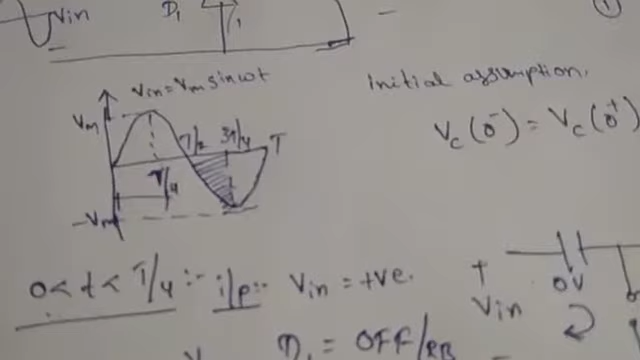 Vin
D1
1
Vin = Vm sinωt
Initial assumption.
Vm
T/2 3T/4 T
Vc(0⁻) = Vc(0⁺)
T/4
-Vm
0 < t < T/4 :- i/p:- Vin = +ve.
+
0V
Vin
D1 = OFF/RB